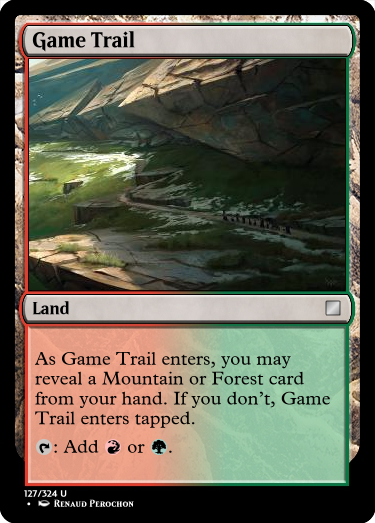 Game Trail
Land
As Game Trail enters, you may
reveal a Mountain or Forest card
from your hand. If you don't, Game
Trail enters tapped.
: Add or .
127/324 U
• Renaud Perochon